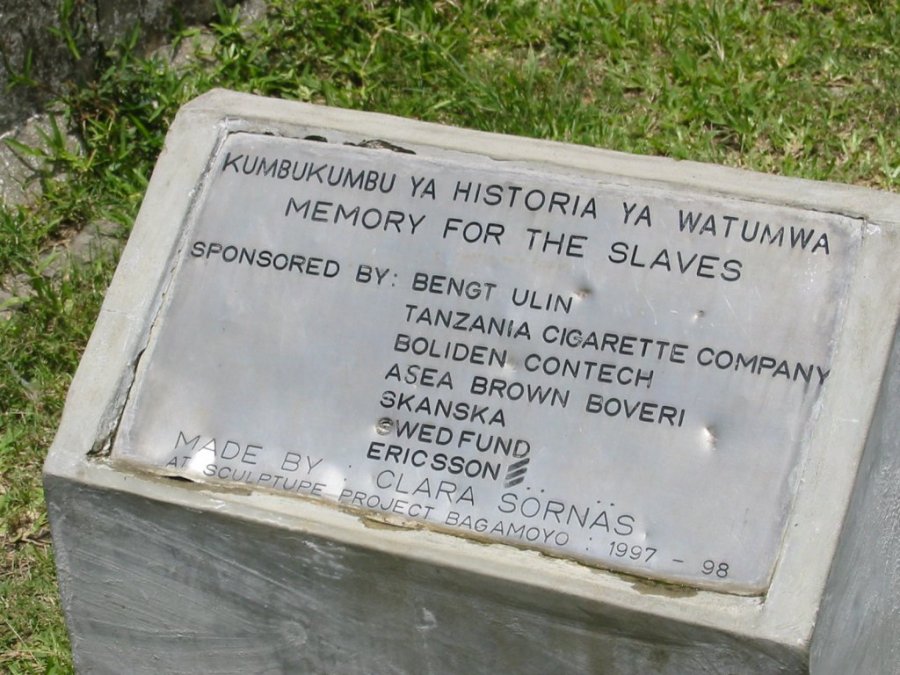 KUMBUKUMBU YA HISTORIA YA WATUMWA
MEMORY FOR THE SLAVES
SPONSORED BY: BENGT ULIN
TANZANIA CIGARETTE COMPANY
BOLIDEN CONTECH
ASEA BROWN BOVERI
SKANSKA
SWEDFUND
ERICSSON
MADE BY : CLARA SÖRNÄS
AT SCULPTUPE PROJECT BAGAMOYO : 1997 - 98